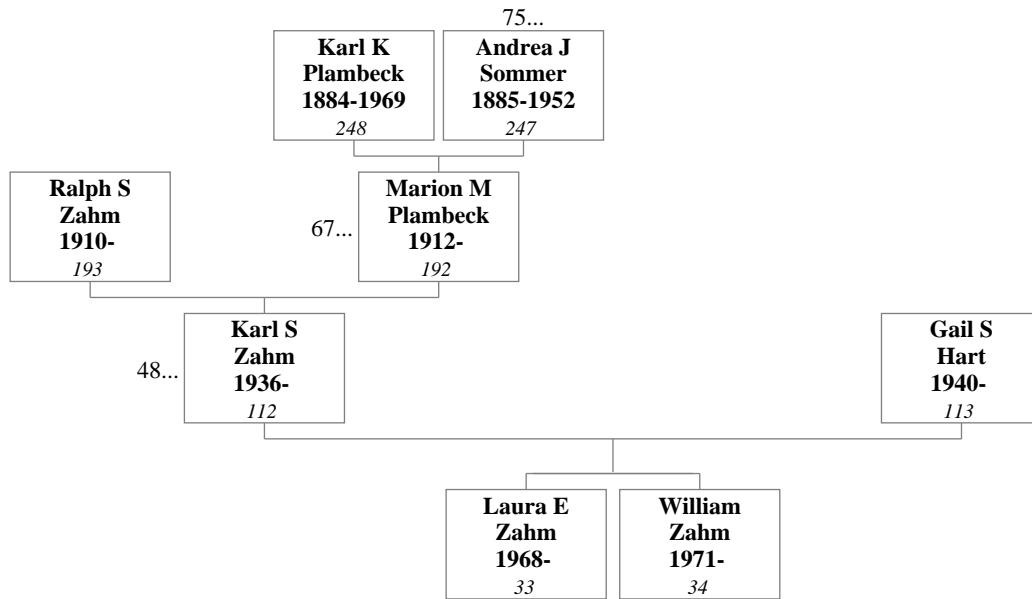 75...
Karl K
Plambeck
1884-1969
248
Andrea J
Sommer
1885-1952
247
Ralph S
Zahm
1910-
193
67...
Marion M
Plambeck
1912-
192
48...
Karl S
Zahm
1936-
112
Gail S
Hart
1940-
113
Laura E
Zahm
1968-
33
William
Zahm
1971-
34